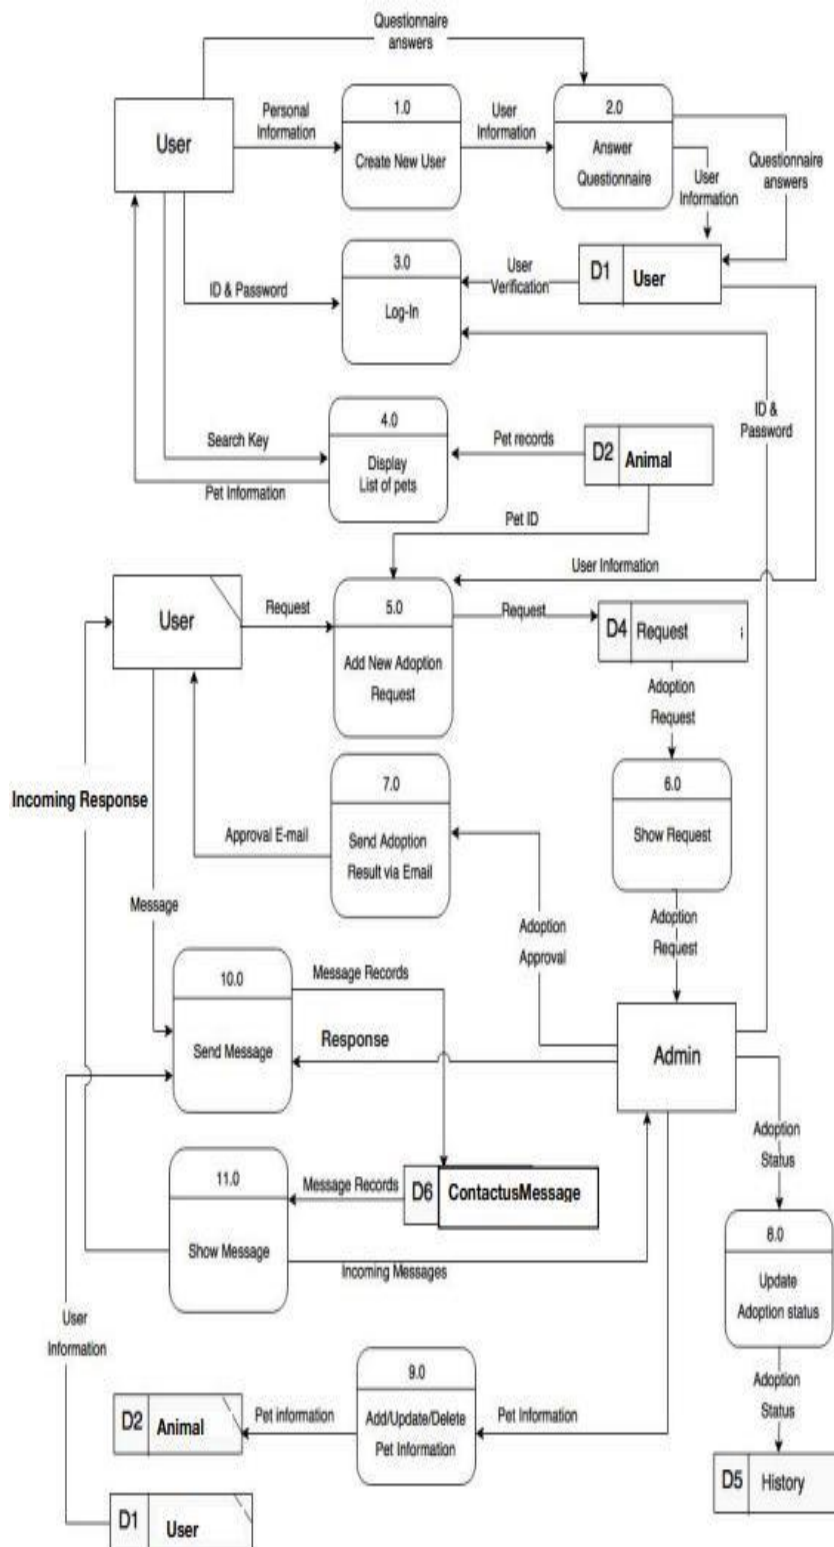 Questionnaire
answers
User
Personal
Information
1.0
Create New User
User
Information
2.0
Answer
Questionnaire
Questionnaire
answers
User
Information
3.0
Log-In
ID & Password
User
Verification
D1 User
ID &
Password
4.0
Display
List of pets
Search Key
Pet Information
Pet records
D2 Animal
Pet ID
User Information
User
Request
5.0
Add New Adoption
Request
Request
D4 Request
Adoption
Request
6.0
Show Request
Adoption
Request
7.0
Send Adoption
Result via Email
Approval E-mail
Incoming Response
Message
Adoption
Approval
10.0
Send Message
Message Records
Response
Admin
Adoption
Status
11.0
Show Message
Message Records
D6 ContactusMessage
Incoming Messages
8.0
Update
Adoption status
User
Information
9.0
Add/Update/Delete
Pet Information
Pet information
Pet Information
D2 Animal
Adoption
Status
D5 History
D1 User